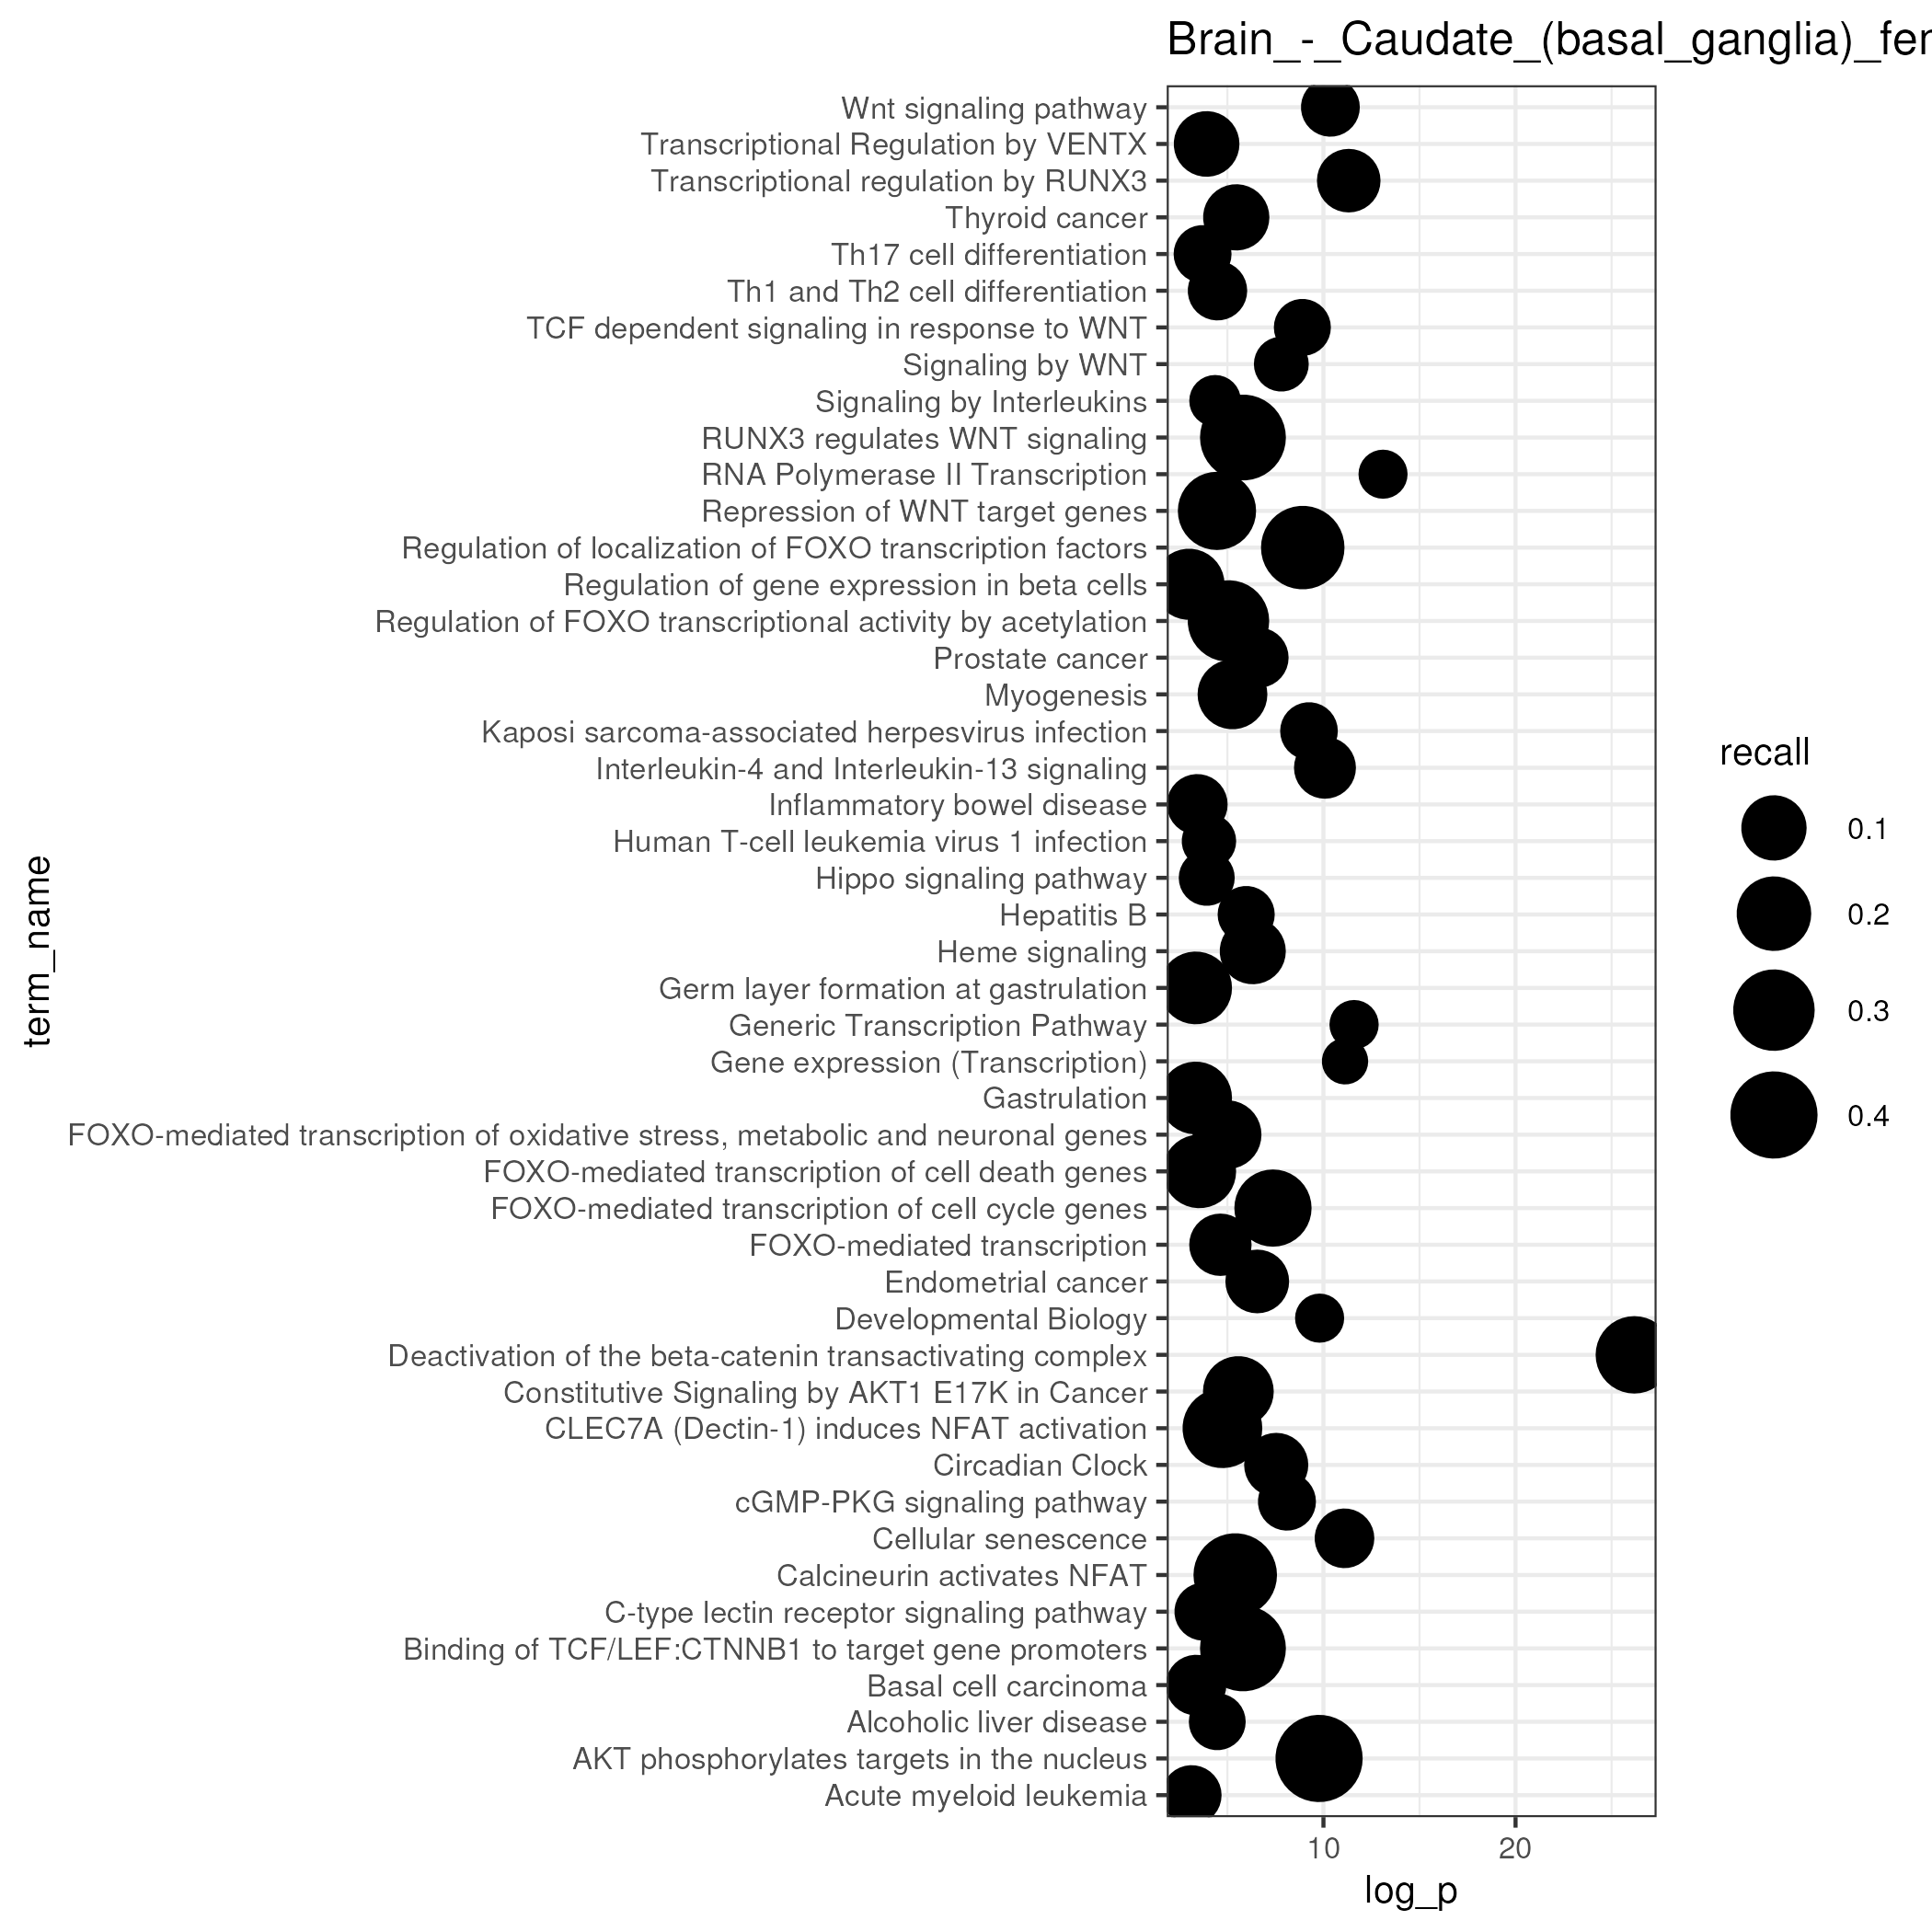 Brain_-_Caudate_(basal_ganglia)_fer
Wnt signaling pathway
Transcriptional Regulation by VENTX
Transcriptional regulation by RUNX3
Thyroid cancer
Th17 cell differentiation
Th1 and Th2 cell differentiation
TCF dependent signaling in response to WNT
Signaling by WNT
Signaling by Interleukins
RUNX3 regulates WNT signaling
RNA Polymerase II Transcription
Repression of WNT target genes
Regulation of localization of FOXO transcription factors
Regulation of gene expression in beta cells
Regulation of FOXO transcriptional activity by acetylation
Prostate cancer
Myogenesis
Kaposi sarcoma-associated herpesvirus infection
Interleukin-4 and Interleukin-13 signaling
Inflammatory bowel disease
Human T-cell leukemia virus 1 infection
Hippo signaling pathway
Hepatitis B
Heme signaling
Germ layer formation at gastrulation
Generic Transcription Pathway
Gene expression (Transcription)
Gastrulation
FOXO-mediated transcription of oxidative stress, metabolic and neuronal genes
FOXO-mediated transcription of cell death genes
FOXO-mediated transcription of cell cycle genes
FOXO-mediated transcription
Endometrial cancer
Developmental Biology
Deactivation of the beta-catenin transactivating complex
Constitutive Signaling by AKT1 E17K in Cancer
CLEC7A (Dectin-1) induces NFAT activation
Circadian Clock
cGMP-PKG signaling pathway
Cellular senescence
Calcineurin activates NFAT
C-type lectin receptor signaling pathway
Binding of TCF/LEF:CTNNB1 to target gene promoters
Basal cell carcinoma
Alcoholic liver disease
AKT phosphorylates targets in the nucleus
Acute myeloid leukemia
term_name
10
20
log_p
recall
0.1
0.2
0.3
0.4